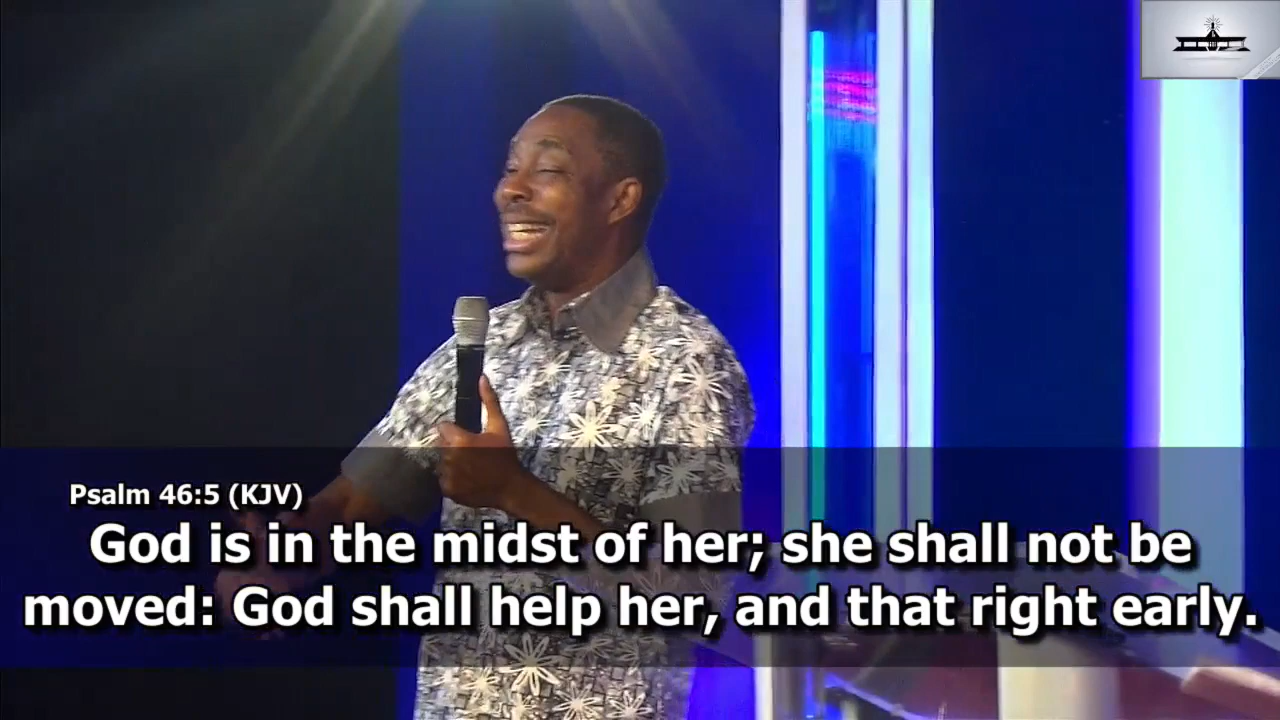 Psalm 46:5 (KJV)
God is in the midst of her; she shall not be
moved: God shall help her, and that right early.